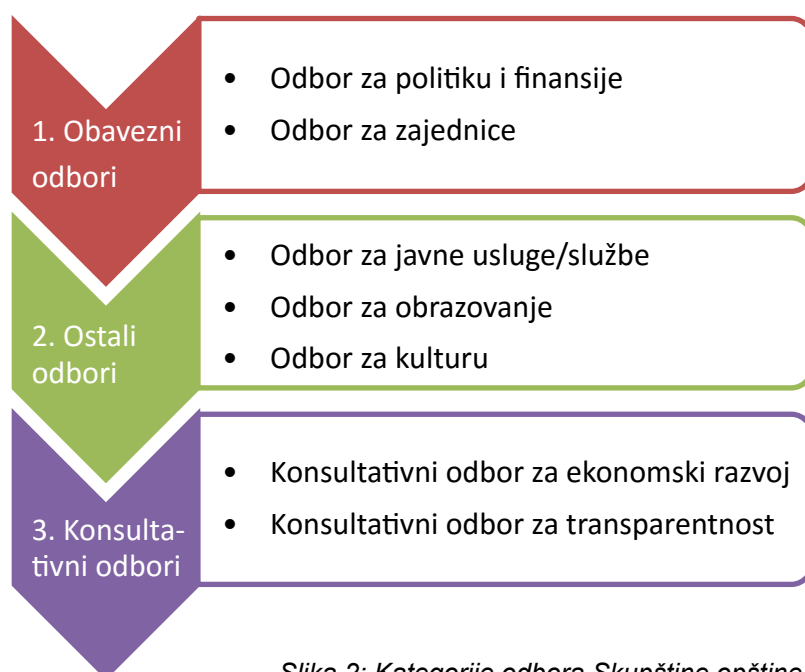 1. Obavezni
odbori
• Odbor za politiku i finansije
• Odbor za zajednice
2. Ostali
odbori
• Odbor za javne usluge/službe
• Odbor za obrazovanje
• Odbor za kulturu
3. Konsulta-
tivni odbori
• Konsultativni odbor za ekonomski razvoj
• Konsultativni odbor za transparentnost
Slika 2: Kategorije odbora Skupštine opštine